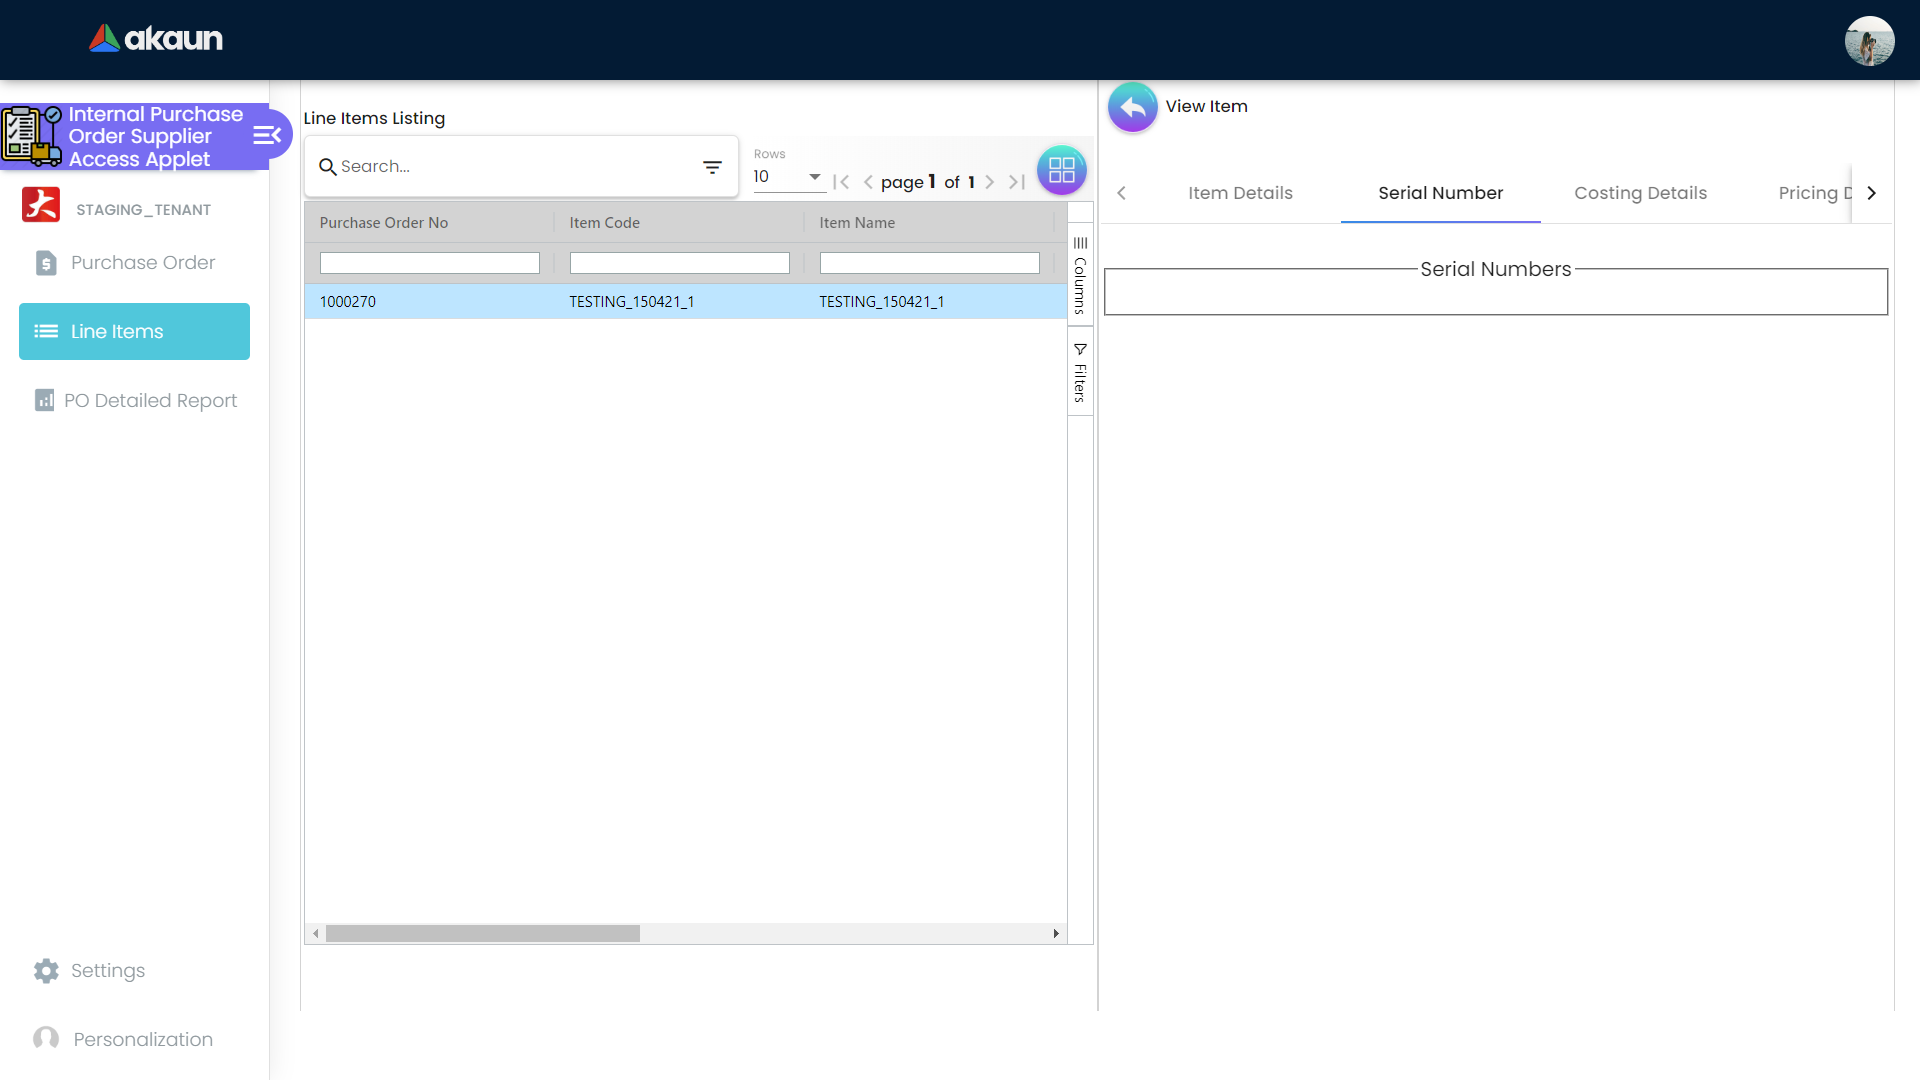 akaun
Internal Purchase
Order Supplier
Access Applet
STAGING_TENANT
Purchase Order
Line Items
PO Detailed Report
Settings
Personalization
Line Items Listing
Search...
Rows
10
page 1 of 1
Purchase Order No Item Code Item Name
1000270 TESTING_150421_1 TESTING_150421_1
Columns
Filters
View Item
Item Details Serial Number Costing Details Pricing D
Serial Numbers